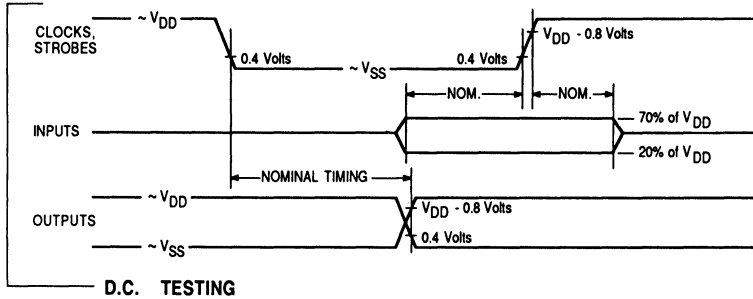 CLOCKS,
STROBES
~ VDD
0.4 Volts
~ VSS
0.4 Volts
VDD - 0.8 Volts
NOM.
NOM.
INPUTS
70% of VDD
20% of VDD
NOMINAL TIMING
OUTPUTS
~ VDD
VDD - 0.8 Volts
~ VSS
0.4 Volts
D.C. TESTING